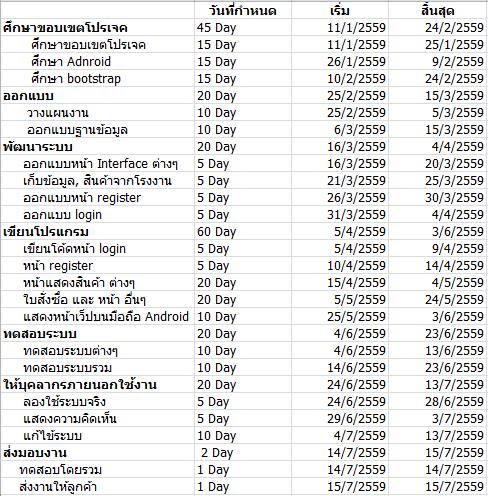 วันที่กำหนด เริ่ม สิ้นสุด
ศึกษาขอบเขตโปรเจค 45 Day 11/1/2559 24/2/2559
ศึกษาขอบเขตโปรเจค 15 Day 11/1/2559 25/1/2559
ศึกษา Adnroid 15 Day 26/1/2559 9/2/2559
ศึกษา bootstrap 15 Day 10/2/2559 24/2/2559
ออกแบบ 20 Day 25/2/2559 15/3/2559
วางแผนงาน 10 Day 25/2/2559 5/3/2559
ออกแบบฐานข้อมูล 10 Day 6/3/2559 15/3/2559
พัฒนาระบบ 20 Day 16/3/2559 4/4/2559
ออกแบบหน้า Interface ต่างๆ 5 Day 16/3/2559 20/3/2559
เก็บข้อมูล, สินค้าจากโรงงาน 5 Day 21/3/2559 25/3/2559
ออกแบบหน้า register 5 Day 26/3/2559 30/3/2559
ออกแบบ login 5 Day 31/3/2559 4/4/2559
เขียนโปรแกรม 60 Day 5/4/2559 3/6/2559
เขียนโค้ดหน้า login 5 Day 5/4/2559 9/4/2559
หน้า register 5 Day 10/4/2559 14/4/2559
หน้าแสดงสินค้า ต่างๆ 20 Day 15/4/2559 4/5/2559
ใบสั่งซื้อ และ หน้า อื่นๆ 20 Day 5/5/2559 24/5/2559
แสดงหน้าเว็ปบนมือถือ Android 10 Day 25/5/2559 3/6/2559
ทดสอบระบบ 20 Day 4/6/2559 23/6/2559
ทดสอบระบบต่างๆ 10 Day 4/6/2559 13/6/2559
ทดสอบระบบรวม 10 Day 14/6/2559 23/6/2559
ให้บุคลากรภายนอกใช้งาน 20 Day 24/6/2559 13/7/2559
ลองใช้ระบบจริง 5 Day 24/6/2559 28/6/2559
แสดงความคิดเห็น 5 Day 29/6/2559 3/7/2559
แก้ไข้ระบบ 10 Day 4/7/2559 13/7/2559
ส่งมอบงาน 2 Day 14/7/2559 15/7/2559
ทดสอบโดยรวม 1 Day 14/7/2559 14/7/2559
ส่งงานให้ลูกค้า 1 Day 15/7/2559 15/7/2559